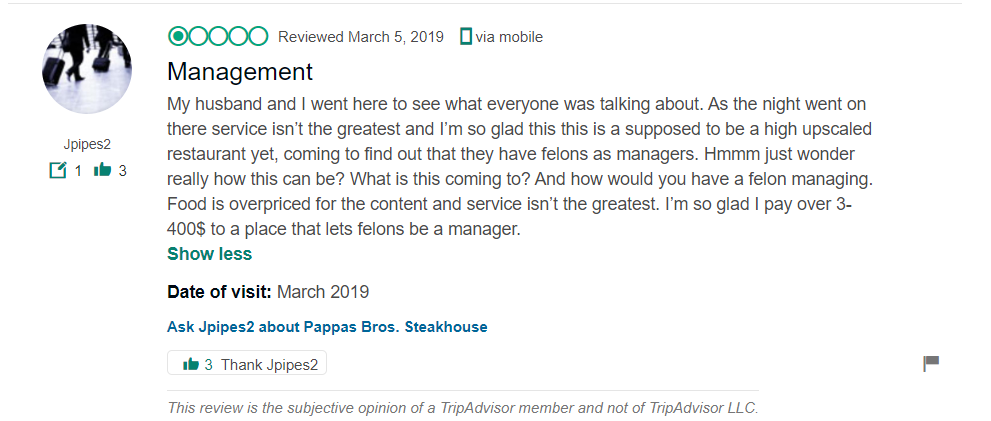 Reviewed March 5, 2019 via mobile
Management
My husband and I went here to see what everyone was talking about. As the night went on
there service isn’t the greatest and I’m so glad this this is a supposed to be a high upscaled
restaurant yet, coming to find out that they have felons as managers. Hmmm just wonder
really how this can be? What is this coming to? And how would you have a felon managing.
Food is overpriced for the content and service isn’t the greatest. I’m so glad I pay over 3-
400$ to a place that lets felons be a manager.
Show less
Jpipes2
1 3
Date of visit: March 2019
Ask Jpipes2 about Pappas Bros. Steakhouse
3 Thank Jpipes2
This review is the subjective opinion of a TripAdvisor member and not of TripAdvisor LLC.